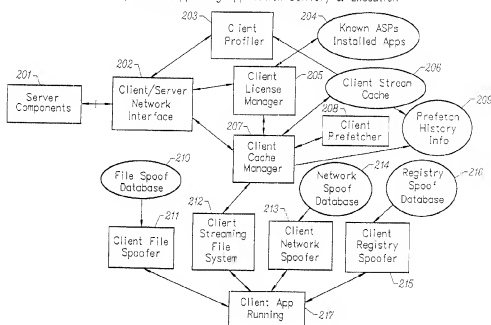 203
Client
Profiler
204
Known ASPs
Installed Apps
201
Server
Components
202
Client/Server
Network
Interface
Client
License
Manager
205
206
Client Stream
Cache
207
Client
Cache
Manager
208
Client
Prefetcher
209
Prefetch
History
Info
210
File Spoof
Database
211
Client File
Spoofer
212
Client
Streaming
File
System
213
Client
Network
Spoofer
214
Network
Spoof
Database
216
Registry
Spoof
Database
Client
Registry
Spoofer
215
Client App
Running
217